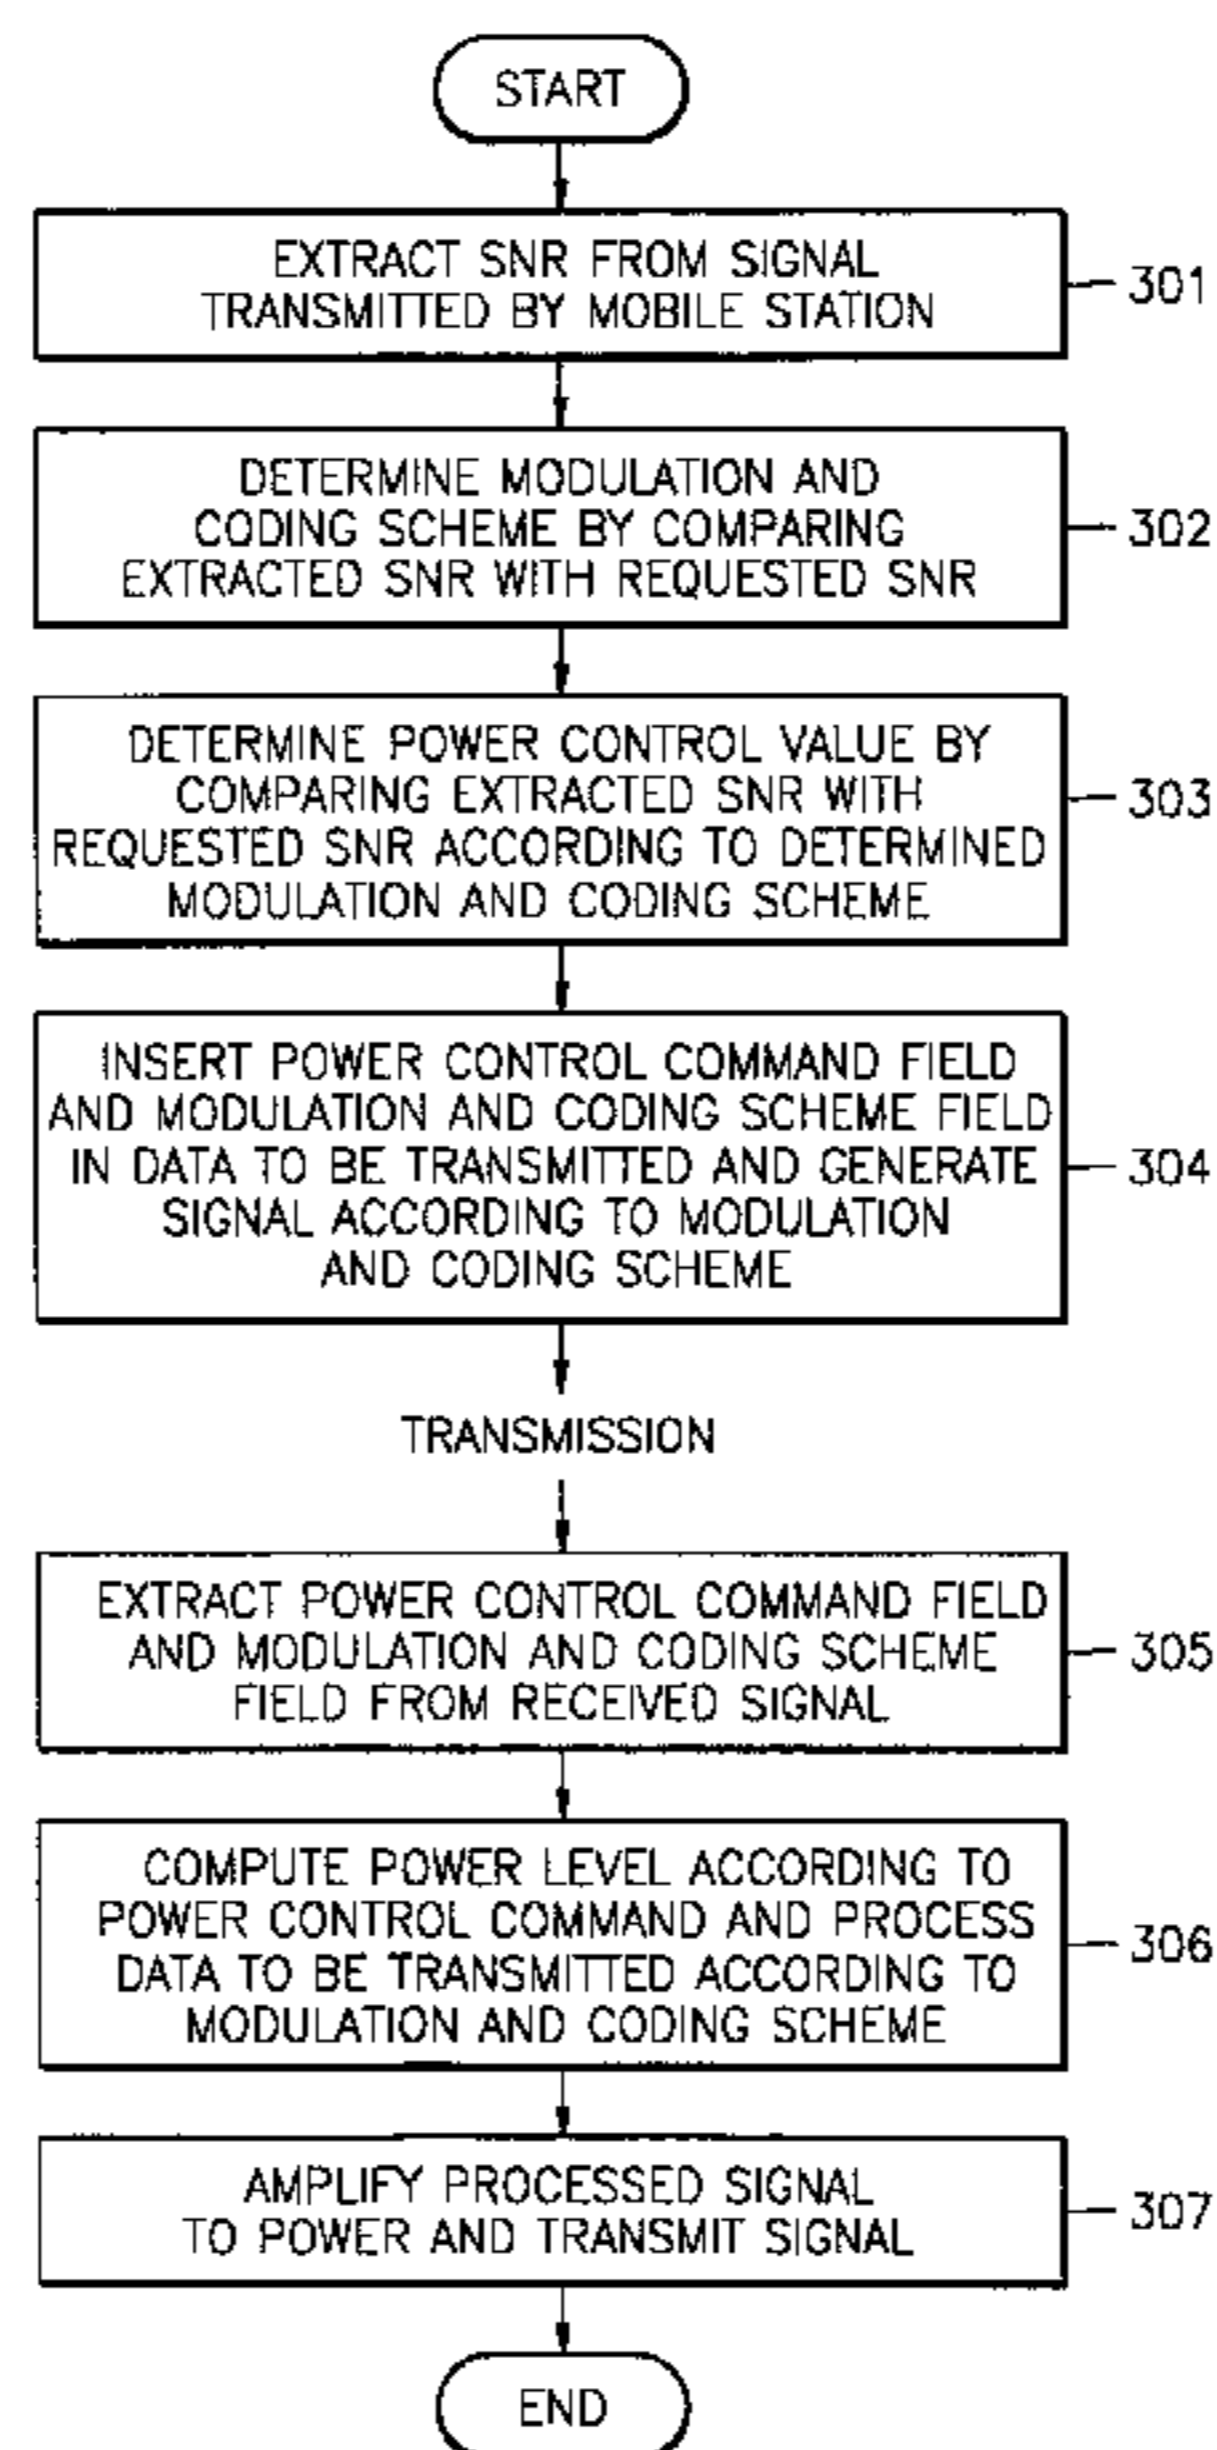 START
EXTRACT SNR FROM SIGNAL
TRANSMITTED BY MOBILE STATION
301
DETERMINE MODULATION AND
CODING SCHEME BY COMPARING
EXTRACTED SNR WITH REQUESTED SNR
302
DETERMINE POWER CONTROL VALUE BY
COMPARING EXTRACTED SNR WITH
REQUESTED SNR ACCORDING TO DETERMINED
MODULATION AND CODING SCHEME
303
INSERT POWER CONTROL COMMAND FIELD
AND MODULATION AND CODING SCHEME FIELD
IN DATA TO BE TRANSMITTED AND GENERATE
SIGNAL ACCORDING TO MODULATION
AND CODING SCHEME
304
TRANSMISSION
EXTRACT POWER CONTROL COMMAND FIELD
AND MODULATION AND CODING SCHEME
FIELD FROM RECEIVED SIGNAL
305
COMPUTE POWER LEVEL ACCORDING TO
POWER CONTROL COMMAND AND PROCESS
DATA TO BE TRANSMITTED ACCORDING TO
MODULATION AND CODING SCHEME
306
AMPLIFY PROCESSED SIGNAL
TO POWER AND TRANSMIT SIGNAL
307
END